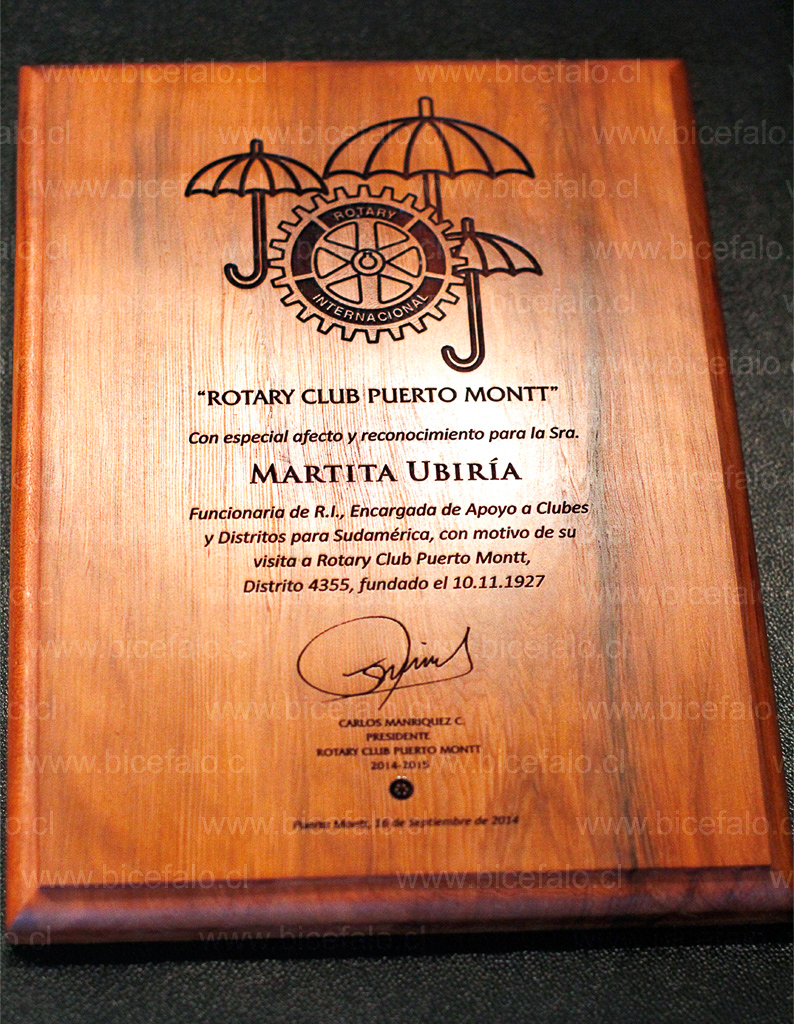 ROTARY
INTERNACIONAL
“ROTARY CLUB PUERTO MONTT”
Con especial afecto y reconocimiento para la Sra.
MARTITA UBIRÍA
Funcionaria de R.I., Encargada de Apoyo a Clubes
y Distritos para Sudamérica, con motivo de su
visita a Rotary Club Puerto Montt,
Distrito 4355, fundado el 10.11.1927
CARLOS MANRIQUEZ C.
PRESIDENTE
ROTARY CLUB PUERTO MONTT
2014-2015
Puerto Montt, 16 de Septiembre de 2014
www.bicefalo.cl